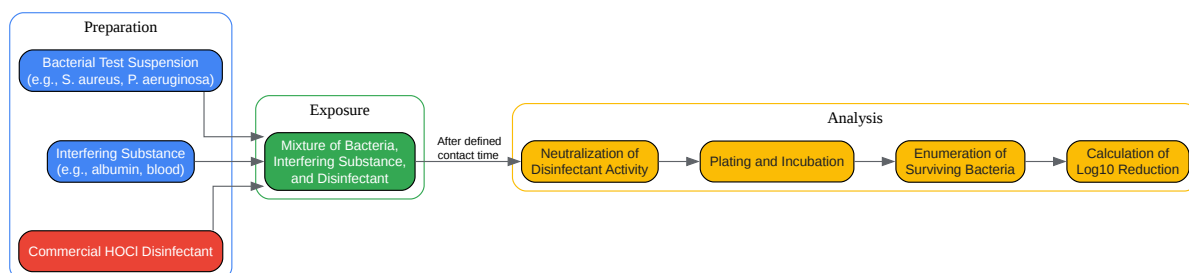 Preparation
Bacterial Test Suspension
(e.g., S. aureus, P. aeruginosa)
Interfering Substance
(e.g., albumin, blood)
Commercial HOCl Disinfectant
Exposure
Mixture of Bacteria,
Interfering Substance,
and Disinfectant
After defined
contact time
Analysis
Neutralization of
Disinfectant Activity
Plating and Incubation
Enumeration of
Surviving Bacteria
Calculation of
Log10 Reduction